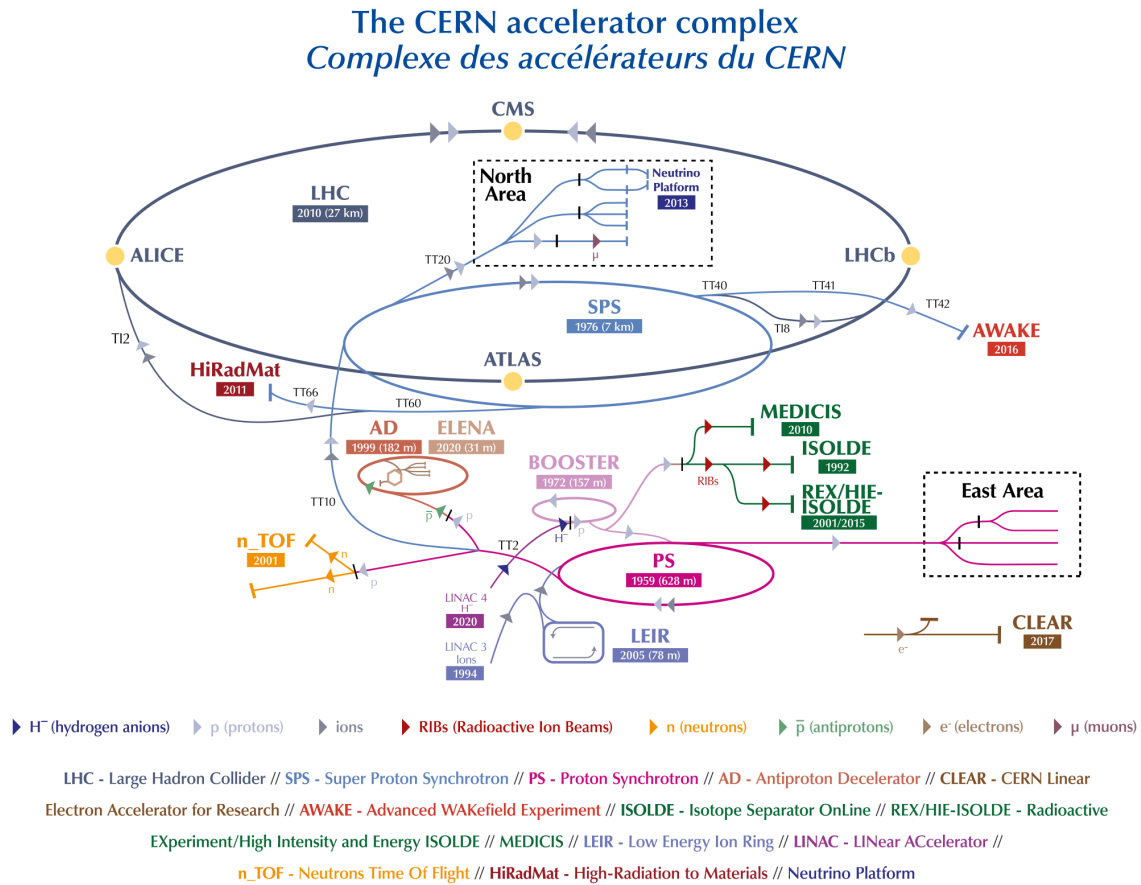 The CERN accelerator complex
Complexe des accélérateurs du CERN
CMS
North
Area
Neutrino
Platform
2013
LHC
2010 (27 km)
ALICE
LHCb
TT20
μ
TT40
TT41
TT42
SPS
1976 (7 km)
TI8
AWAKE
2016
TI2
ATLAS
HiRadMat
2011
TT66
TT60
AD
1999 (182 m)
ELENA
2020 (31 m)
MEDICIS
2010
BOOSTER
1972 (157 m)
ISOLDE
1992
RIBs
REX/HIE-
ISOLDE
2001/2015
East Area
TT10
p̅
p
p
H⁻
TT2
n_TOF
2001
n
n
p
PS
1959 (628 m)
LINAC 4
H⁻
2020
LEIR
2005 (78 m)
LINAC 3
Ions
1994
CLEAR
2017
e-
H⁻ (hydrogen anions) p (protons) ions RIBs (Radioactive Ion Beams) n (neutrons) p̅ (antiprotons) e- (electrons) μ (muons)
LHC - Large Hadron Collider // SPS - Super Proton Synchrotron // PS - Proton Synchrotron // AD - Antiproton Decelerator // CLEAR - CERN Linear
Electron Accelerator for Research // AWAKE - Advanced WAKefield Experiment // ISOLDE - Isotope Separator OnLine // REX/HIE-ISOLDE - Radioactive
EXperiment/High Intensity and Energy ISOLDE // MEDICIS // LEIR - Low Energy Ion Ring // LINAC - LINear ACcelerator //
n_TOF - Neutrons Time Of Flight // HiRadMat - High-Radiation to Materials // Neutrino Platform